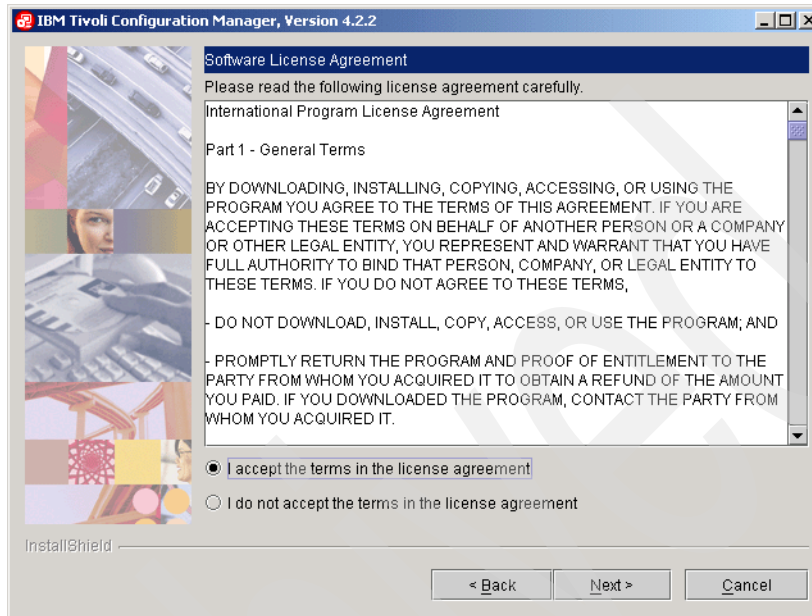 IBM Tivoli Configuration Manager, Version 4.2.2
Software License Agreement
Please read the following license agreement carefully.
International Program License Agreement
Part 1 - General Terms
BY DOWNLOADING, INSTALLING, COPYING, ACCESSING, OR USING THE
PROGRAM YOU AGREE TO THE TERMS OF THIS AGREEMENT. IF YOU ARE
ACCEPTING THESE TERMS ON BEHALF OF ANOTHER PERSON OR A COMPANY
OR OTHER LEGAL ENTITY, YOU REPRESENT AND WARRANT THAT YOU HAVE
FULL AUTHORITY TO BIND THAT PERSON, COMPANY, OR LEGAL ENTITY TO
THESE TERMS. IF YOU DO NOT AGREE TO THESE TERMS,
- DO NOT DOWNLOAD, INSTALL, COPY, ACCESS, OR USE THE PROGRAM; AND
- PROMPTLY RETURN THE PROGRAM AND PROOF OF ENTITLEMENT TO THE
PARTY FROM WHOM YOU ACQUIRED IT TO OBTAIN A REFUND OF THE AMOUNT
YOU PAID. IF YOU DOWNLOADED THE PROGRAM, CONTACT THE PARTY FROM
WHOM YOU ACQUIRED IT.
I accept the terms in the license agreement
I do not accept the terms in the license agreement
InstallShield
< Back Next > Cancel